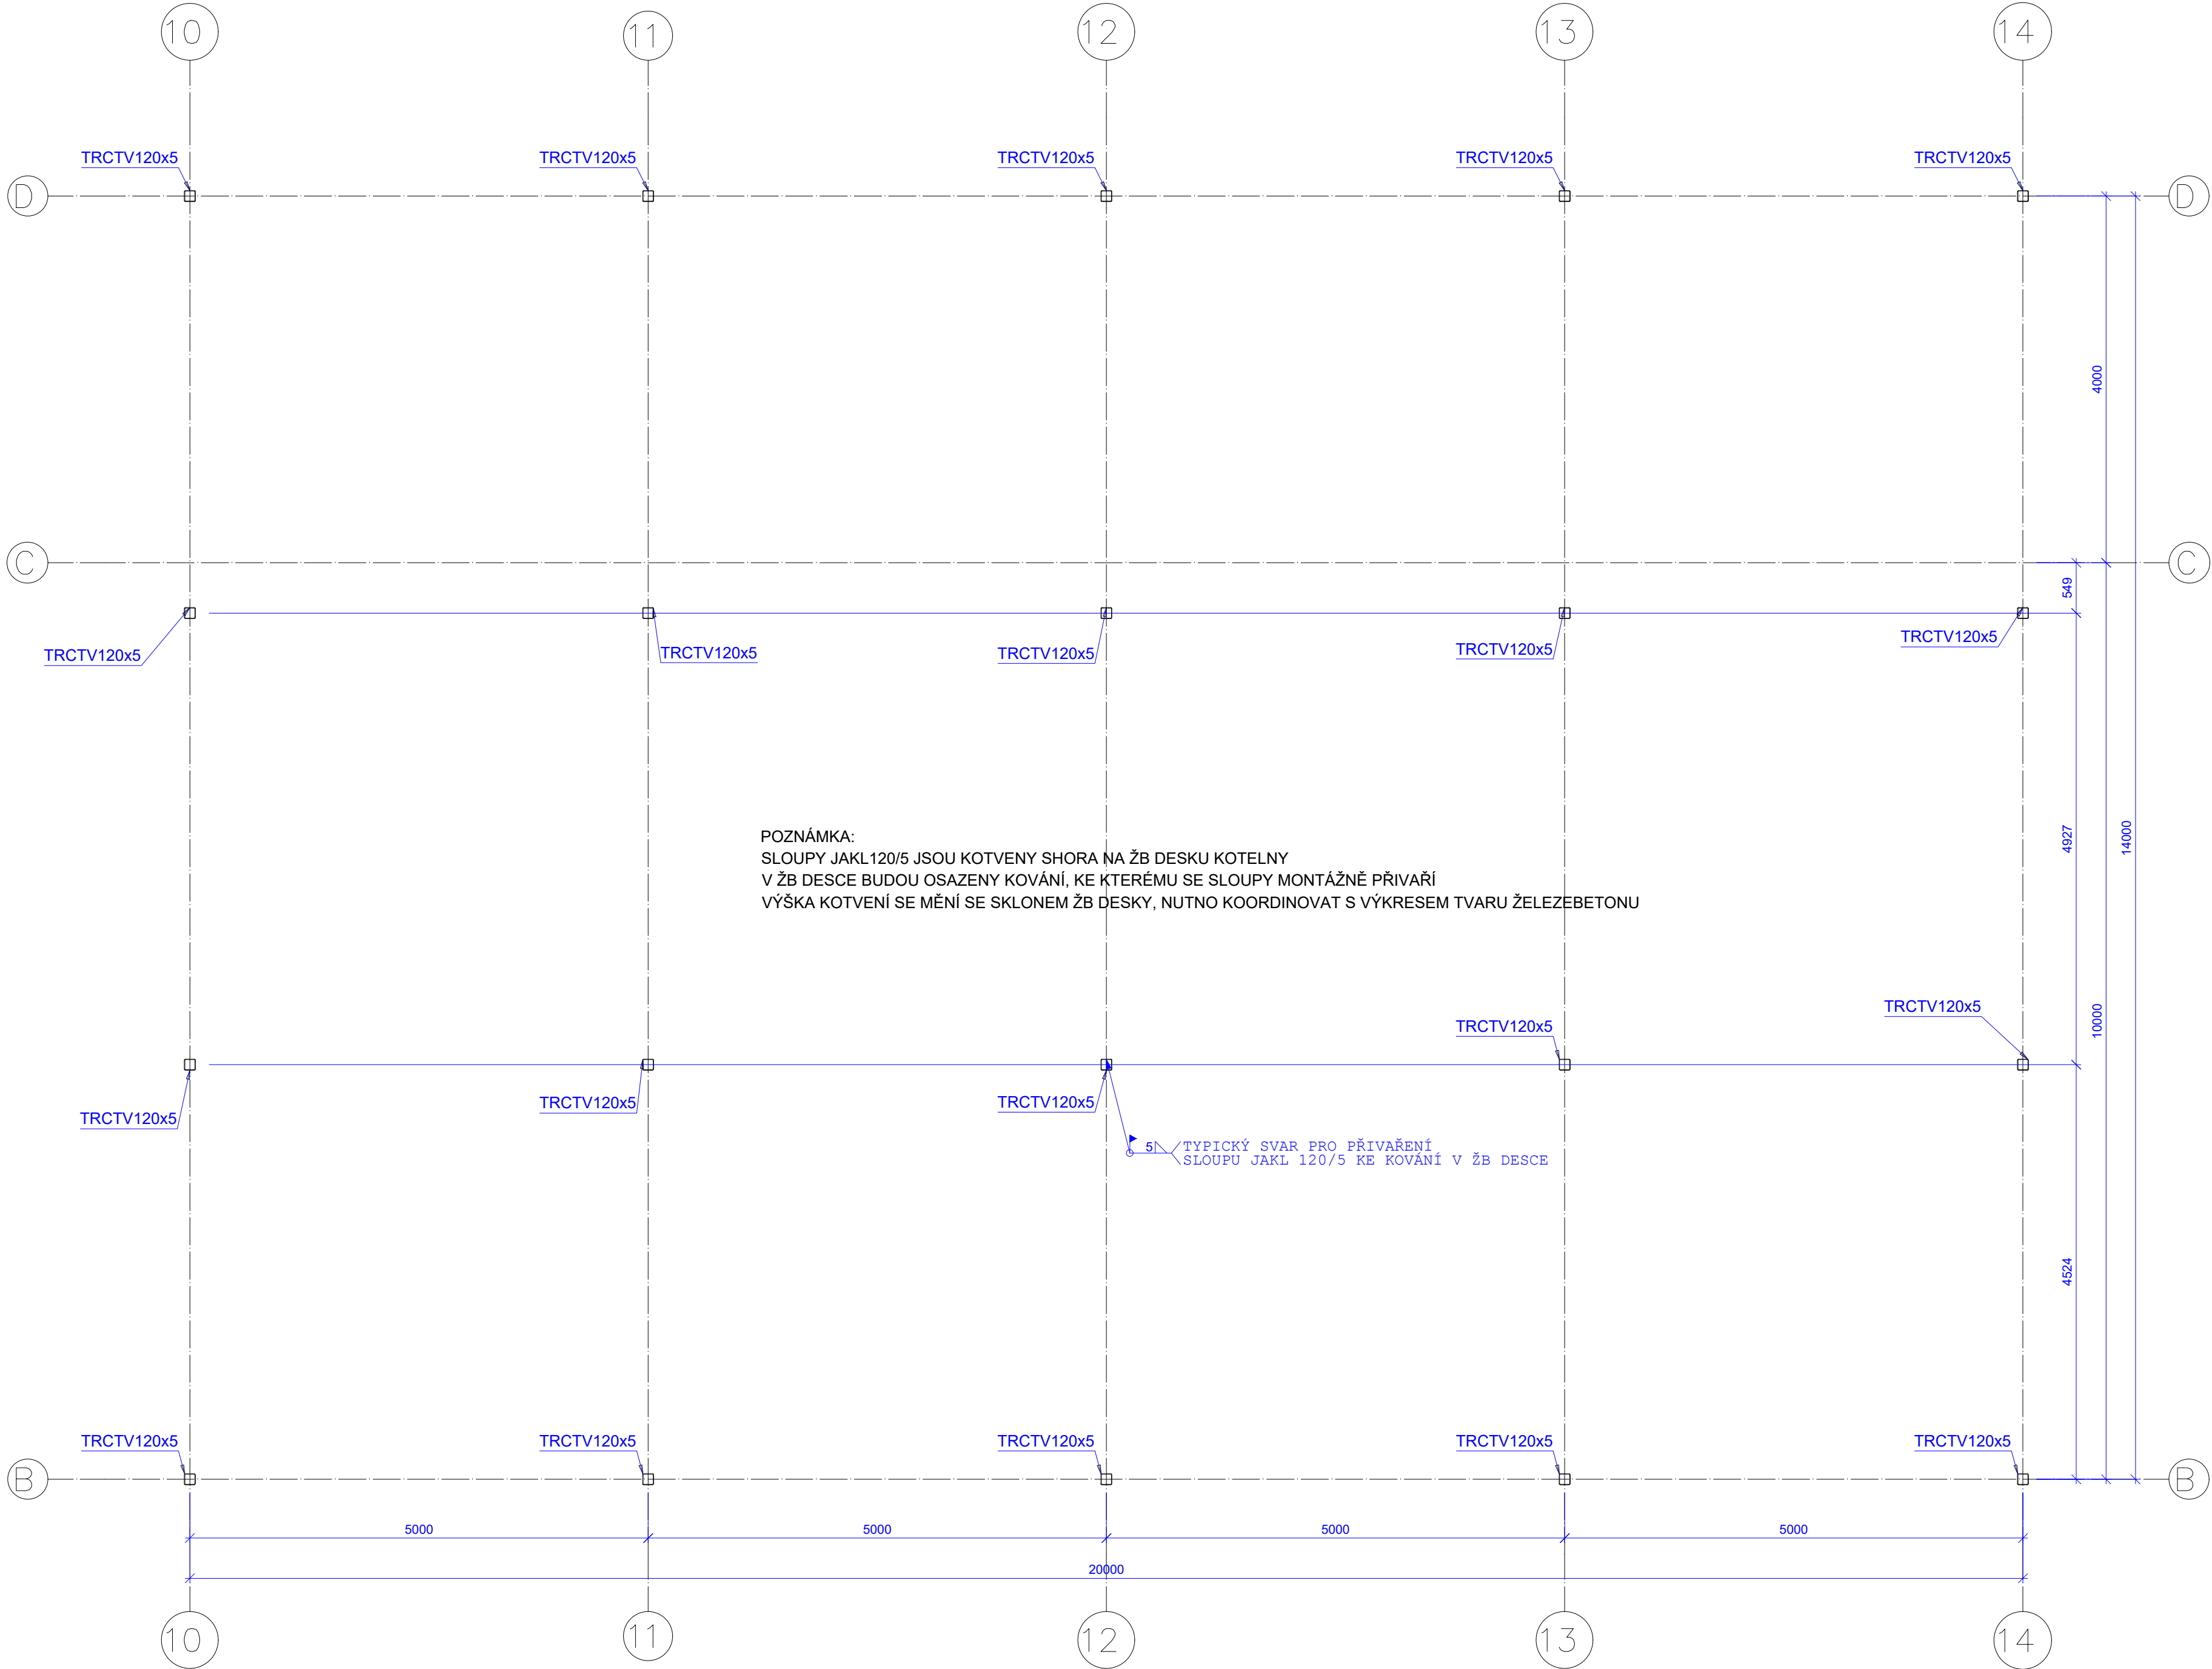 10
11
12
13
14
TRCTV120x5
TRCTV120x5
TRCTV120x5
TRCTV120x5
TRCTV120x5
D
D
4000
C
C
549
TRCTV120x5
TRCTV120x5
TRCTV120x5
TRCTV120x5
TRCTV120x5
POZNÁMKA:
SLOUPY JAKL120/5 JSOU KOTVENY SHORA NA ŽB DESKU KOTELNY
V ŽB DESCE BUDOU OSAZENY KOVÁNÍ, KE KTERÉMU SE SLOUPY MONTÁŽNĚ PŘIVAŘÍ
VÝŠKA KOTVENÍ SE MĚNÍ SE SKLONEM ŽB DESKY, NUTNO KOORDINOVAT S VÝKRESEM TVARU ŽELEZEBETONU
4927
14000
10000
TRCTV120x5
TRCTV120x5
TRCTV120x5
TRCTV120x5
TRCTV120x5
5
TYPICKÝ SVAR PRO PŘIVAŘENÍ
SLOUPU JAKL 120/5 KE KOVÁNÍ V ŽB DESCE
4524
TRCTV120x5
TRCTV120x5
TRCTV120x5
TRCTV120x5
TRCTV120x5
B
B
5000
5000
5000
5000
20000
10
11
12
13
14